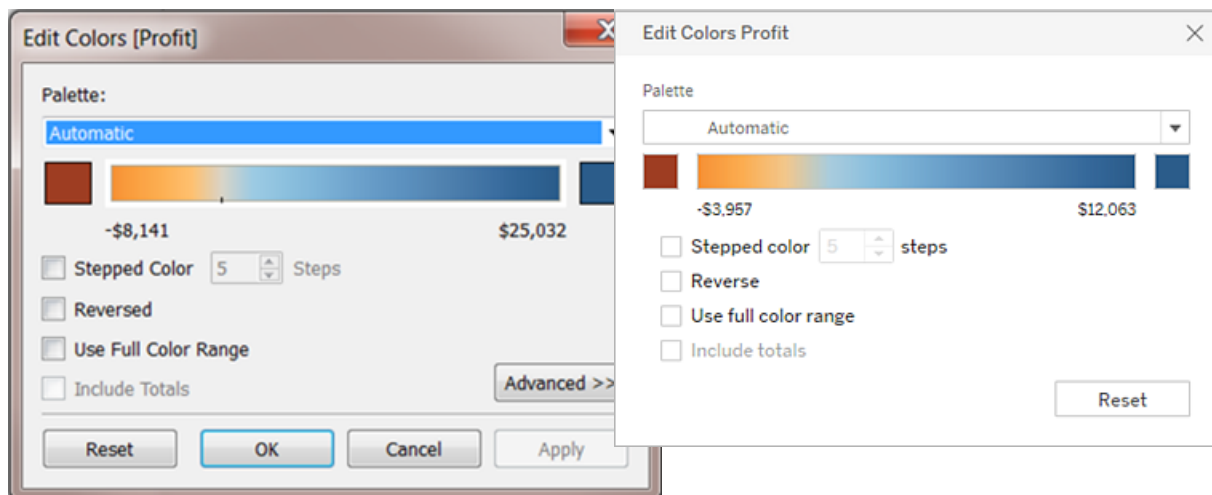 Edit Colors [Profit]
Palette:
Automatic
-$8,141 $25,032
Stepped Color 5 Steps
Reversed
Use Full Color Range
Include Totals
Advanced >>
Reset OK Cancel Apply
Edit Colors Profit
Palette
Automatic
-$3,957 $12,063
Stepped color 5 steps
Reverse
Use full color range
Include totals
Reset